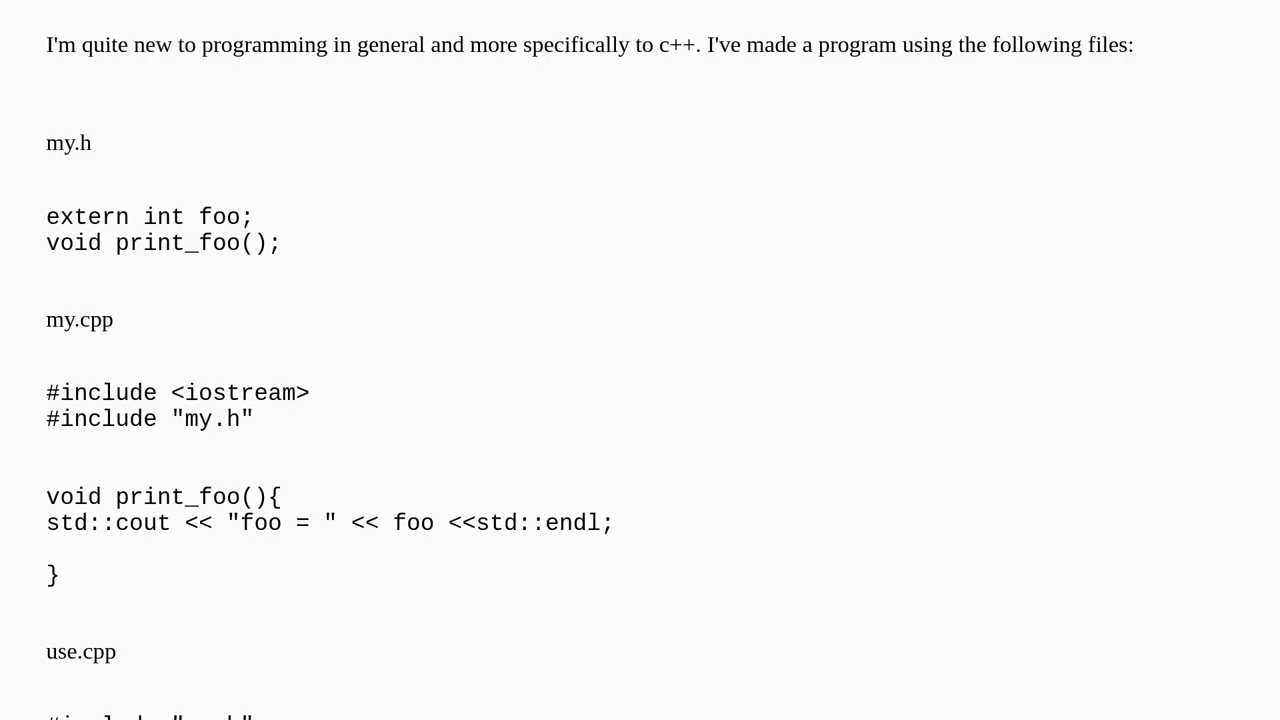 I'm quite new to programming in general and more specifically to c++. I've made a program using the following files:
my.h
extern int foo;
void print_foo();
my.cpp
#include <iostream>
#include "my.h"
void print_foo(){
std::cout << "foo = " << foo <<std::endl;
}
use.cpp